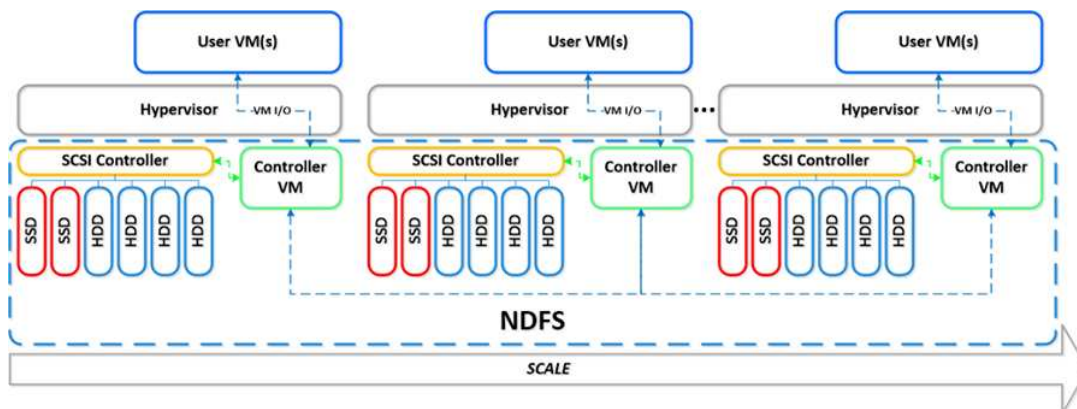 User VM(s)
User VM(s)
User VM(s)
Hypervisor
VM I/O
Hypervisor
VM I/O
...
Hypervisor
VM I/O
SCSI Controller
Controller
VM
SCSI Controller
Controller
VM
SCSI Controller
Controller
VM
SSD
SSD
HDD
HDD
HDD
HDD
SSD
SSD
HDD
HDD
HDD
HDD
SSD
SSD
HDD
HDD
HDD
HDD
NDFS
SCALE